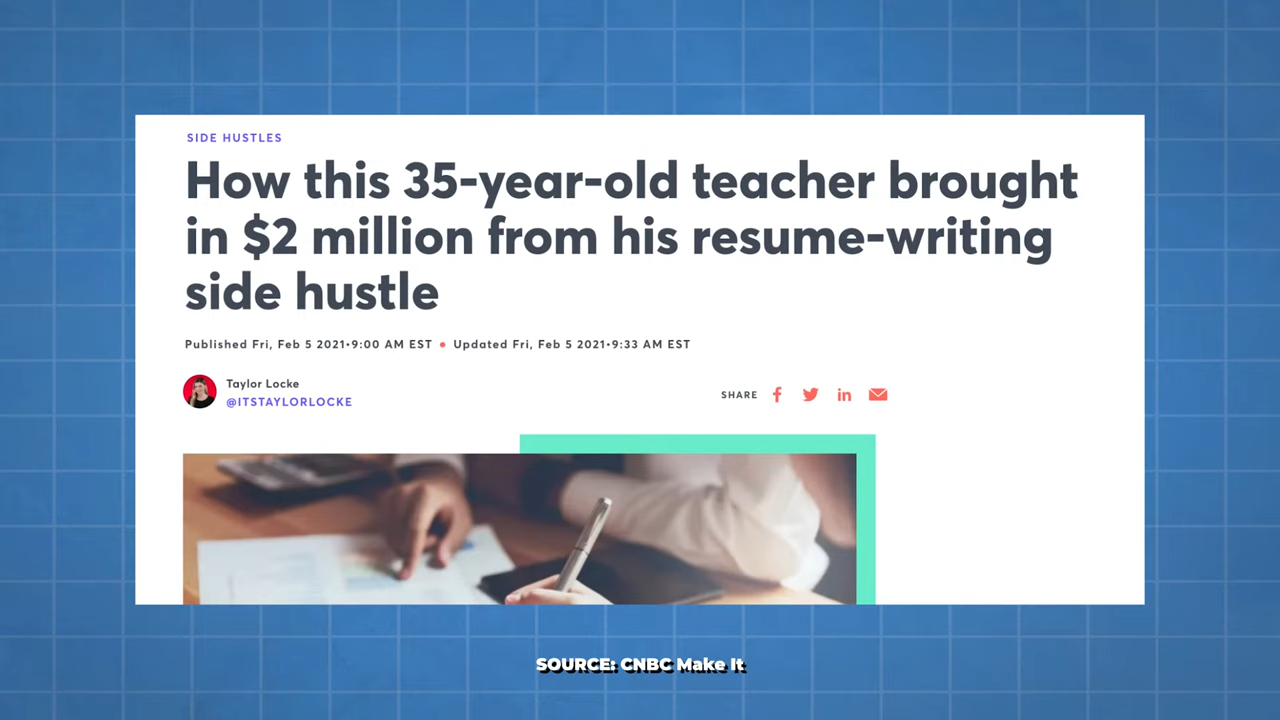 SIDE HUSTLES
How this 35-year-old teacher brought
in $2 million from his resume-writing
side hustle
Published Fri, Feb 5 2021•9:00 AM EST • Updated Fri, Feb 5 2021•9:33 AM EST
Taylor Locke
@ITSTAYLORLOCKE
SHARE
SOURCE: CNBC Make It